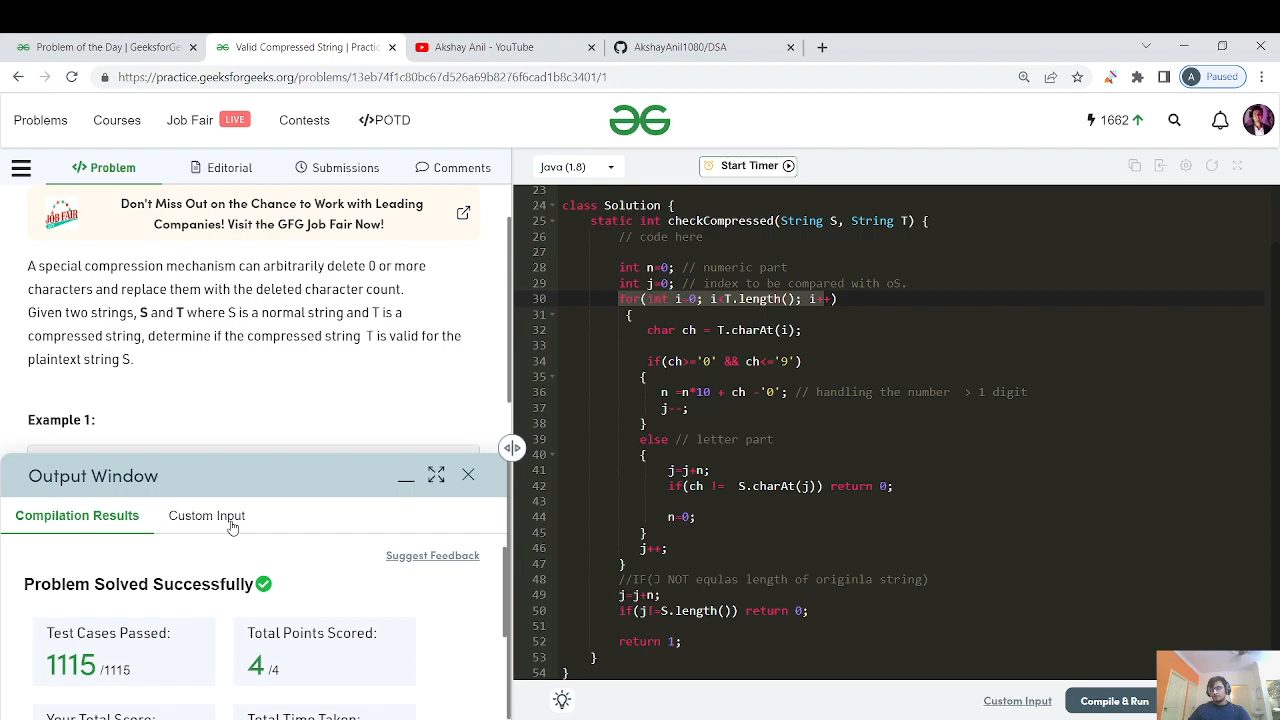 Problem of the Day | GeeksforGe
Valid Compressed String | Practic
Akshay Anil - YouTube
AkshayAnil1080/DSA
https://practice.geeksforgeeks.org/problems/13eb74f1c80bc67d526a69bf276f6cad1b8c3f41/1
A Paused
Problems
Courses
Job Fair LIVE
Contests
</>POTD
1662
</> Problem
Editorial
Submissions
Comments
Java (1.8)
Start Timer
JOB FAIR
Don't Miss Out on the Chance to Work with Leading
Companies! Visit the GFG Job Fair Now!
A special compression mechanism can arbitrarily delete 0 or more
characters and replace them with the deleted character count.
Given two strings, S and T where S is a normal string and T is a
compressed string, determine if the compressed string T is valid for the
plaintext string S.
Example 1:
Output Window
Compilation Results
Custom Input
Suggest Feedback
Problem Solved Successfully
Test Cases Passed:
1115 /1115
Total Points Scored:
4 /4
Your Total Score:
Total Time Taken:
23
24 class Solution {
25 static int checkCompressed(String S, String T) {
26 // code here
27
28 int n=0; // numeric part
29 int j=0; // index to be compared with oS.
30 for(int i=0; i<T.length(); i++)
31 {
32 char ch = T.charAt(i);
33
34 if(ch>='0' && ch<='9')
35 {
36 n =n*10 + ch -'0'; // handling the number > 1 digit
37 j--;
38 }
39 else // letter part
40 {
41 j=j+n;
42 if(ch != S.charAt(j)) return 0;
43
44 n=0;
45 }
46 j++;
47 }
48 //IF(J NOT equlas length of originla string)
49 j=j+n;
50 if(j!=S.length()) return 0;
51
52 return 1;
53 }
54 }
Custom Input
Compile & Run